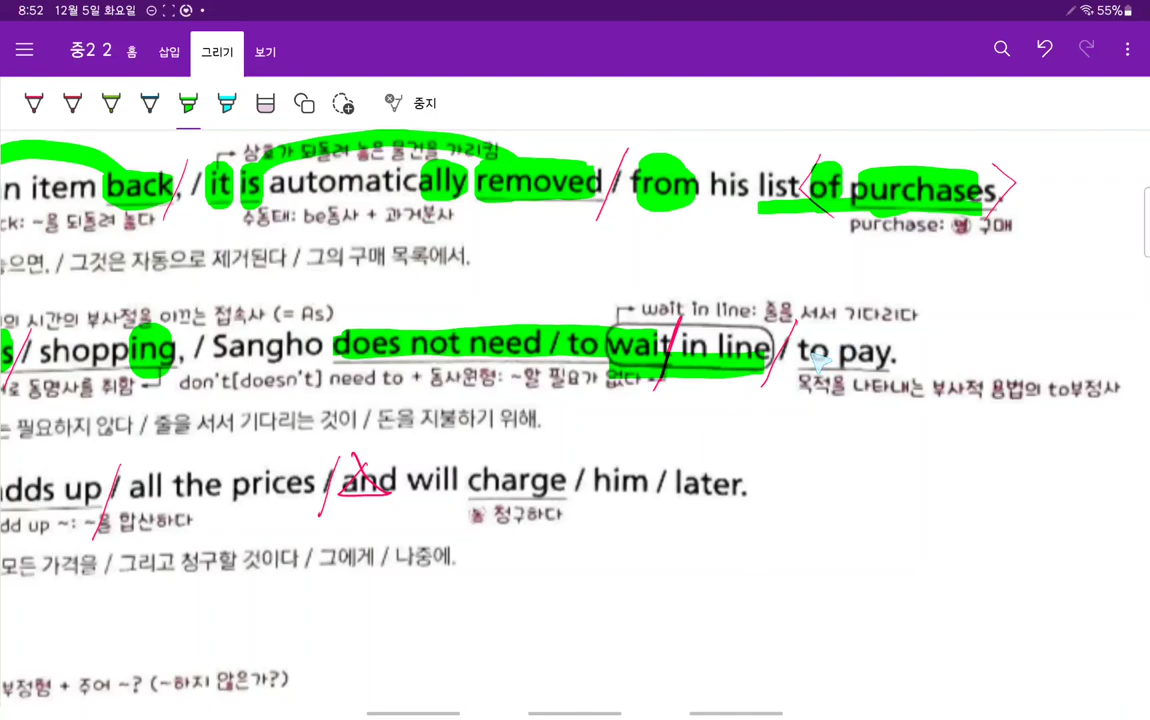 8:52 12월 5일 화요일 55%
중2 2 홈 삽입 그리기 보기
중지
상호가 되돌려 놓은 물건을 가리킴
n item back, / it is automatically removed / from his list of purchases.
ck: ~을 되돌려 놓다 수동태: be동사 + 과거분사 purchase: 명 구매
놓으면, / 그것은 자동으로 제거된다 / 그의 구매 목록에서.
의 시간의 부사절을 이끄는 접속사 (= As) wait in line: 줄을 서서 기다리다
s / shopping, / Sangho does not need / to wait in line / to pay.
로 동명사를 취함 don't[doesn't] need to + 동사원형: ~할 필요가 없다 목적을 나타내는 부사적 용법의 to부정사
는 필요하지 않다 / 줄을 서서 기다리는 것이 / 돈을 지불하기 위해.
adds up / all the prices / and will charge / him / later.
dd up ~: ~을 합산하다 동 청구하다
모든 가격을 / 그리고 청구할 것이다 / 그에게 / 나중에.
부정형 + 주어 ~? (~하지 않은가?)